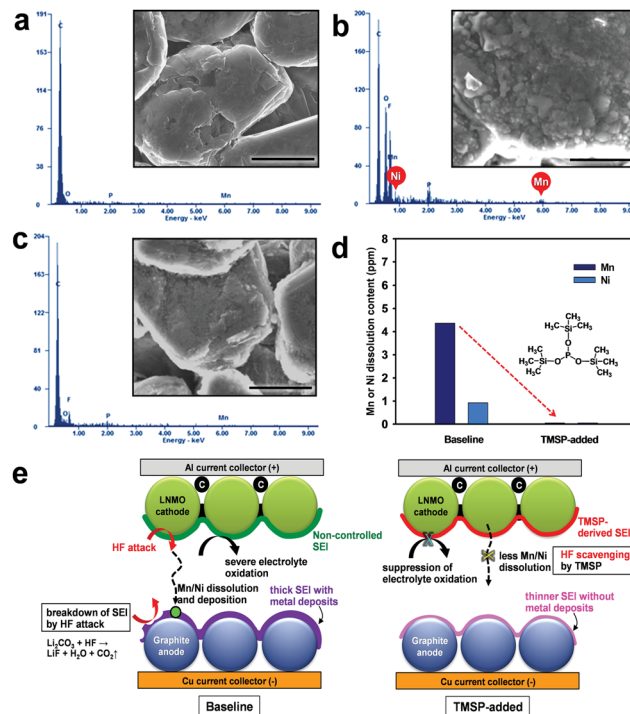 a
191
153
114
76
38
0
C
O
P
Mn
1.00 2.00 3.00 4.00 5.00 6.00 7.00 8.00 9.00
Energy - keV
b
200
160
120
80
40
0
C
O
F
Mn
Ni
P
Mn
1.00 2.00 3.00 4.00 5.00 6.00 7.00 8.00 9.00
Energy - keV
c
204
163
122
82
41
0
C
O
F
P
Mn
1.00 2.00 3.00 4.00 5.00 6.00 7.00 8.00 9.00
Energy - keV
d
Mn or Ni dissolution content (ppm)
8
7
6
5
4
3
2
1
0
Mn
Ni
CH₃
H₃C-Si-CH₃
O
H₃C
CH₃
H₃C-Si-O
P
O-Si-CH₃
H₃C
CH₃
Baseline
TMSP-added
e
Al current collector (+)
C
C
LNMO
cathode
Non-controlled
SEI
HF attack
severe electrolyte
oxidation
Mn/Ni dissolution
and deposition
breakdown of SEI
by HF attack
thick SEI with
metal deposits
Li₂CO₃ + HF →
LiF + H₂O + CO₂↑
Graphite
anode
Cu current collector (-)
Baseline
Al current collector (+)
C
C
LNMO
cathode
TMSP-derived SEI
suppression of
electrolyte oxidation
less Mn/Ni
dissolution
HF scavenging
by TMSP
thinner SEI without
metal deposits
Graphite
anode
Cu current collector (-)
TMSP-added